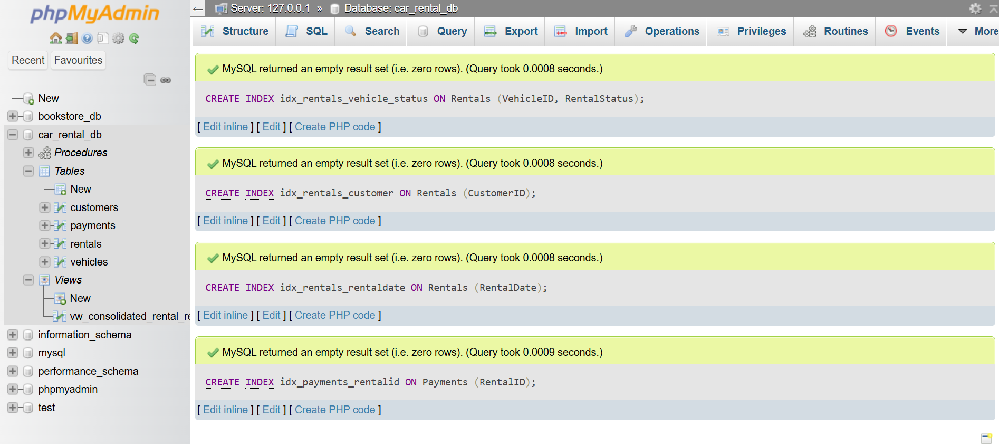 phpMyAdmin
Recent Favourites
New
bookstore_db
car_rental_db
Procedures
Tables
New
customers
payments
rentals
vehicles
Views
New
vw_consolidated_rental_re
information_schema
mysql
performance_schema
phpmyadmin
test
← Server: 127.0.0.1 » Database: car_rental_db
Structure SQL Search Query Export Import Operations Privileges Routines Events More
MySQL returned an empty result set (i.e. zero rows). (Query took 0.0008 seconds.)
CREATE INDEX idx_rentals_vehicle_status ON Rentals (VehicleID, RentalStatus);
[ Edit inline ] [ Edit ] [ Create PHP code ]
MySQL returned an empty result set (i.e. zero rows). (Query took 0.0008 seconds.)
CREATE INDEX idx_rentals_customer ON Rentals (CustomerID);
[ Edit inline ] [ Edit ] [ Create PHP code ]
MySQL returned an empty result set (i.e. zero rows). (Query took 0.0008 seconds.)
CREATE INDEX idx_rentals_rentaldate ON Rentals (RentalDate);
[ Edit inline ] [ Edit ] [ Create PHP code ]
MySQL returned an empty result set (i.e. zero rows). (Query took 0.0009 seconds.)
CREATE INDEX idx_payments_rentalid ON Payments (RentalID);
[ Edit inline ] [ Edit ] [ Create PHP code ]